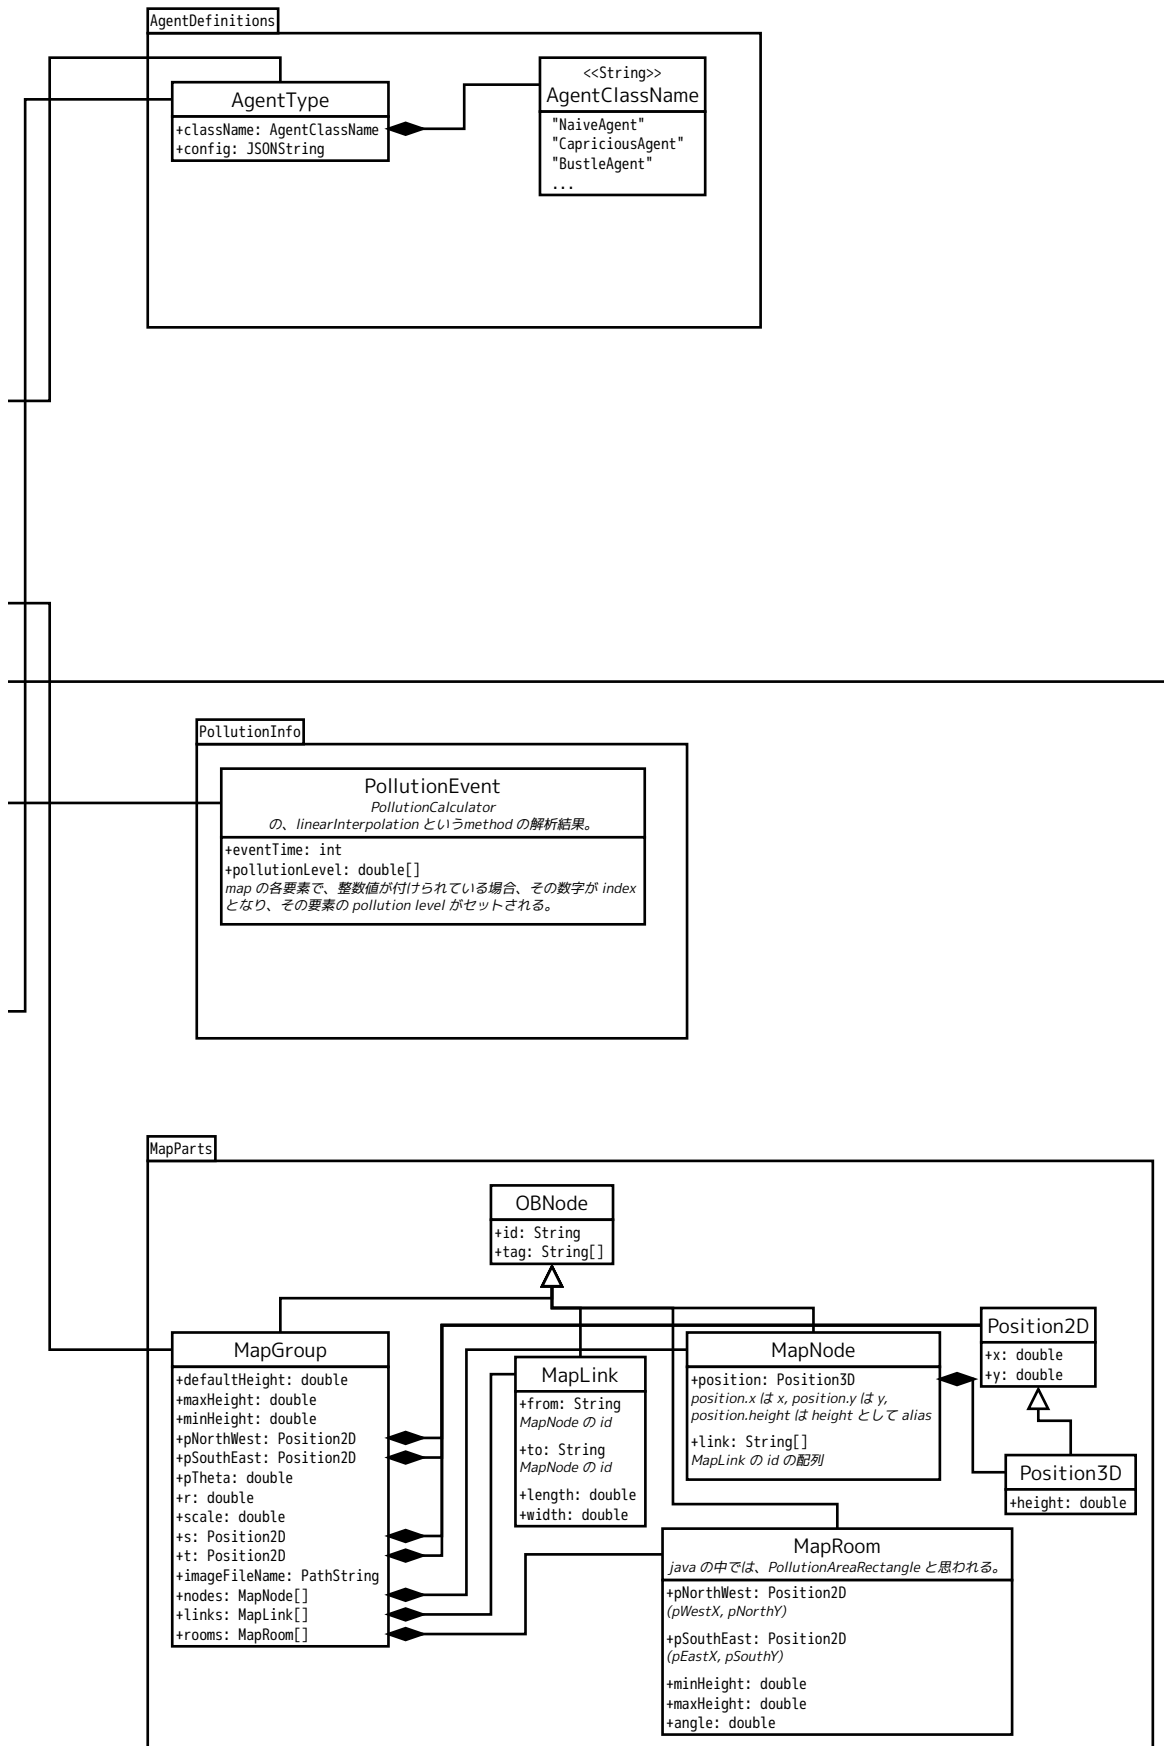 AgentDefinitions
AgentType
+className: AgentClassName
+config: JSONString
<<String>>
AgentClassName
"NaiveAgent"
"CapriciousAgent"
"BustleAgent"
...
PollutionInfo
PollutionEvent
PollutionCalculator
の、linearInterpolation というmethod の解析結果。
+eventTime: int
+pollutionLevel: double[]
map の各要素で、整数値が付けられている場合、その数字が index
となり、その要素の pollution level がセットされる。
MapParts
OBNode
+id: String
+tag: String[]
MapGroup
+defaultHeight: double
+maxHeight: double
+minHeight: double
+pNorthWest: Position2D
+pSouthEast: Position2D
+pTheta: double
+r: double
+scale: double
+s: Position2D
+t: Position2D
+imageFileName: PathString
+nodes: MapNode[]
+links: MapLink[]
+rooms: MapRoom[]
MapLink
+from: String
MapNode の id
+to: String
MapNode の id
+length: double
+width: double
MapNode
+position: Position3D
position.x は x, position.y は y,
position.height は height として alias
+link: String[]
MapLink の id の配列
Position2D
+x: double
+y: double
Position3D
+height: double
MapRoom
java の中では、PollutionAreaRectangle と思われる。
+pNorthWest: Position2D
(pWestX, pNorthY)
+pSouthEast: Position2D
(pEastX, pSouthY)
+minHeight: double
+maxHeight: double
+angle: double